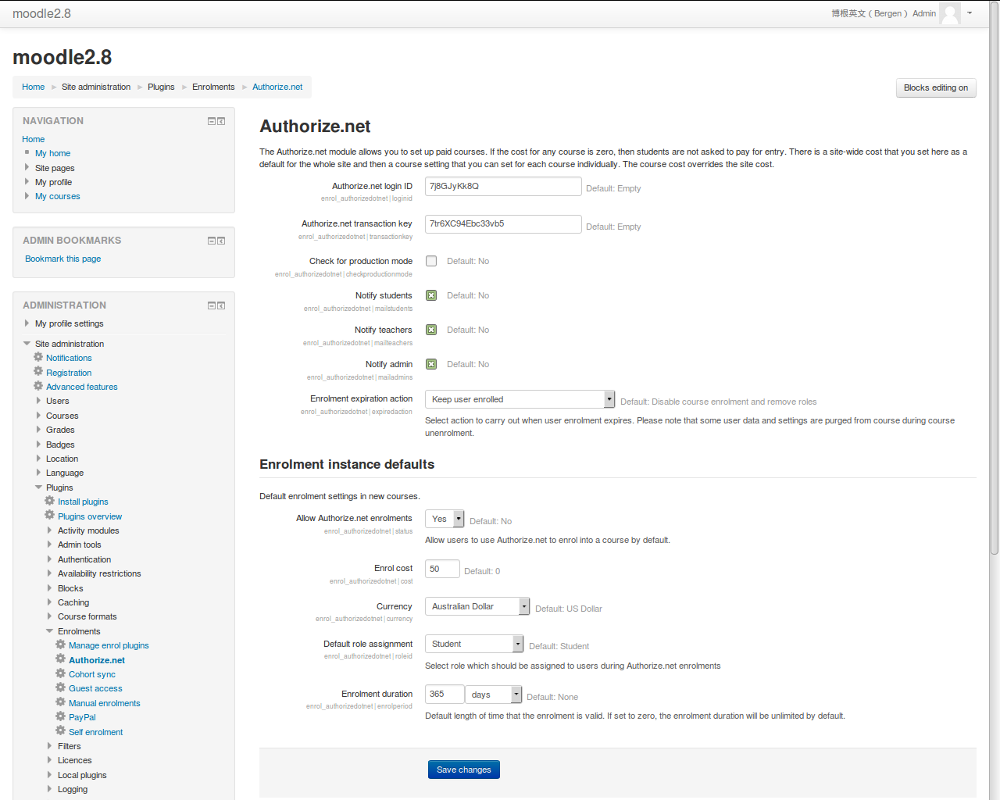 moodle2.8
博根英文 ( Bergen ) Admin
moodle2.8
Home ► Site administration ► Plugins ► Enrolments ► Authorize.net
Blocks editing on
NAVIGATION
Home
My home
Site pages
My profile
My courses
ADMIN BOOKMARKS
Bookmark this page
ADMINISTRATION
My profile settings
Site administration
Notifications
Registration
Advanced features
Users
Courses
Grades
Badges
Location
Language
Plugins
Install plugins
Plugins overview
Activity modules
Admin tools
Authentication
Availability restrictions
Blocks
Caching
Course formats
Enrolments
Manage enrol plugins
Authorize.net
Cohort sync
Guest access
Manual enrolments
PayPal
Self enrolment
Filters
Licences
Local plugins
Logging
Authorize.net
The Authorize.net module allows you to set up paid courses. If the cost for any course is zero, then students are not asked to pay for entry. There is a site-wide cost that you set here as a
default for the whole site and then a course setting that you can set for each course individually. The course cost overrides the site cost.
Authorize.net login ID 7j8GJyKk8Q Default: Empty
enrol_authorizedotnet | loginid
Authorize.net transaction key 7tr6XC94Ebc33vb5 Default: Empty
enrol_authorizedotnet | transactionkey
Check for production mode Default: No
enrol_authorizedotnet | checkproductionmode
Notify students Default: No
enrol_authorizedotnet | mailstudents
Notify teachers Default: No
enrol_authorizedotnet | mailteachers
Notify admin Default: No
enrol_authorizedotnet | mailadmins
Enrolment expiration action Keep user enrolled Default: Disable course enrolment and remove roles
enrol_authorizedotnet | expiredaction
Select action to carry out when user enrolment expires. Please note that some user data and settings are purged from course during course
unenrolment.
Enrolment instance defaults
Default enrolment settings in new courses.
Allow Authorize.net enrolments Yes Default: No
enrol_authorizedotnet | status
Allow users to use Authorize.net to enrol into a course by default.
Enrol cost 50 Default: 0
enrol_authorizedotnet | cost
Currency Australian Dollar Default: US Dollar
enrol_authorizedotnet | currency
Default role assignment Student Default: Student
enrol_authorizedotnet | roleid
Select role which should be assigned to users during Authorize.net enrolments
Enrolment duration 365 days Default: None
enrol_authorizedotnet | enrolperiod
Default length of time that the enrolment is valid. If set to zero, the enrolment duration will be unlimited by default.
Save changes